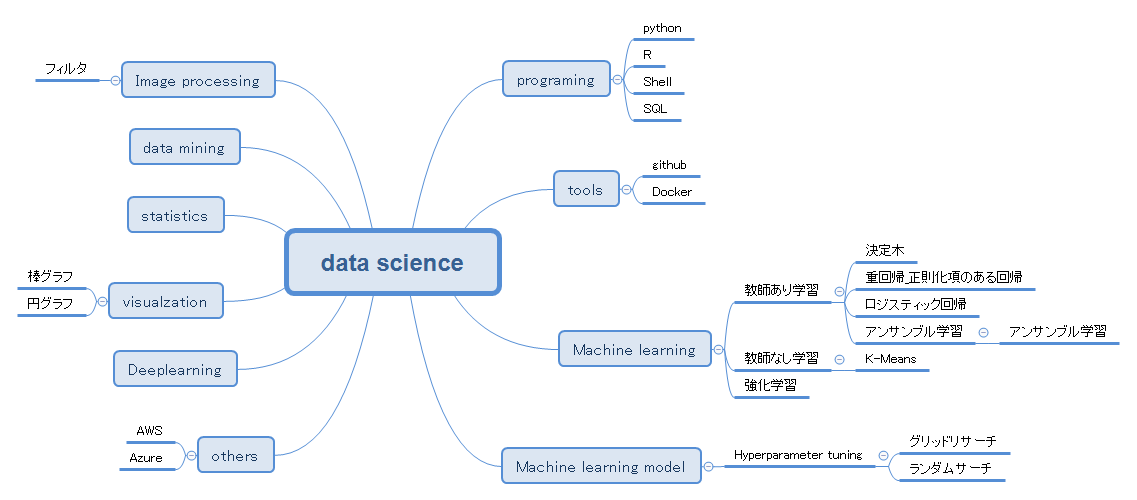 data science
programing
python
R
Shell
SQL
tools
github
Docker
Machine learning
教師あり学習
決定木
重回帰_正則化項のある回帰
ロジスティック回帰
アンサンブル学習
アンサンブル学習
教師なし学習
K-Means
強化学習
Machine learning model
Hyperparameter tuning
グリッドリサーチ
ランダムサーチ
Image processing
フィルタ
data mining
statistics
visualzation
棒グラフ
円グラフ
Deeplearning
others
AWS
Azure